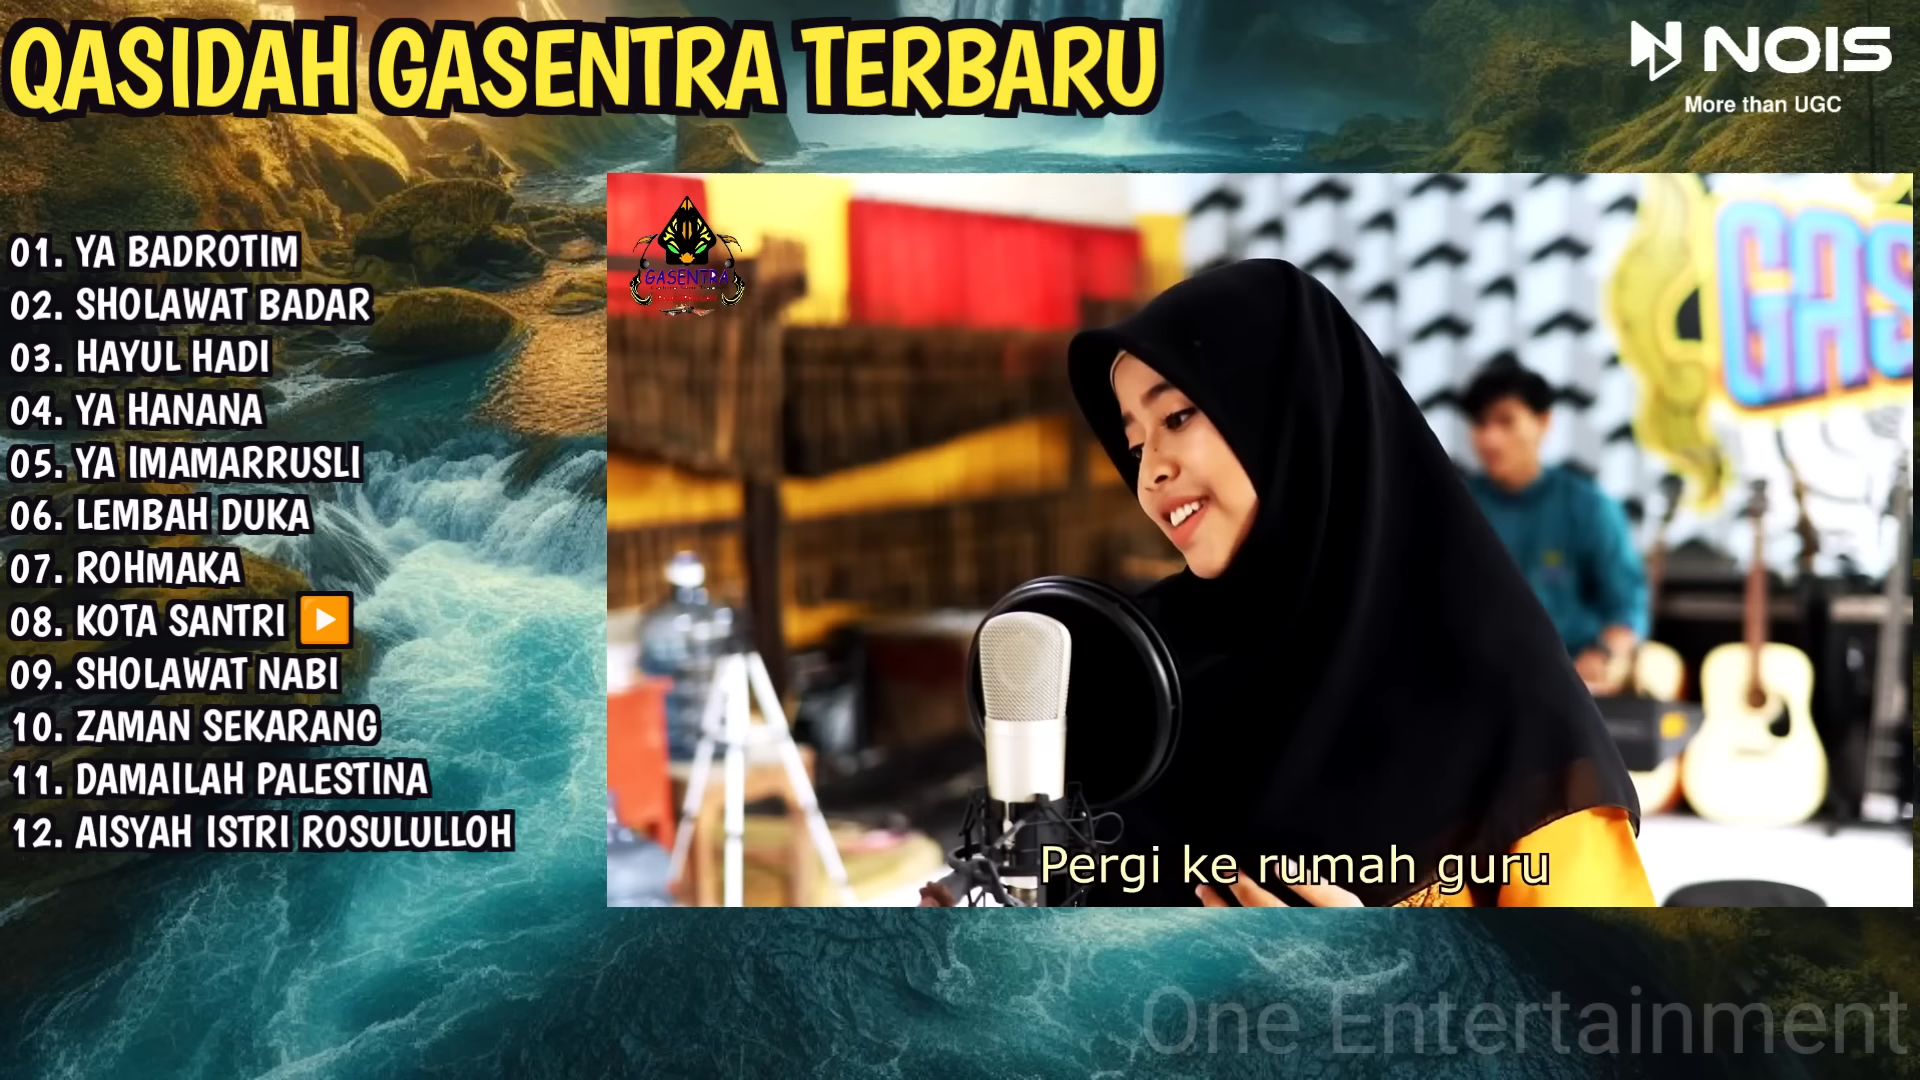 QASIDAH GASENTRA TERBARU
NOIS
More than UGC
01. YA BADROTIM
02. SHOLAWAT BADAR
03. HAYUL HADI
04. YA HANANA
05. YA IMAMARRUSLI
06. LEMBAH DUKA
07. ROHMAKA
08. KOTA SANTRI
09. SHOLAWAT NABI
10. ZAMAN SEKARANG
11. DAMAILAH PALESTINA
12. AISYAH ISTRI ROSULULLOH
GASENTRA
GAS
Pergi ke rumah guru
One Entertainment